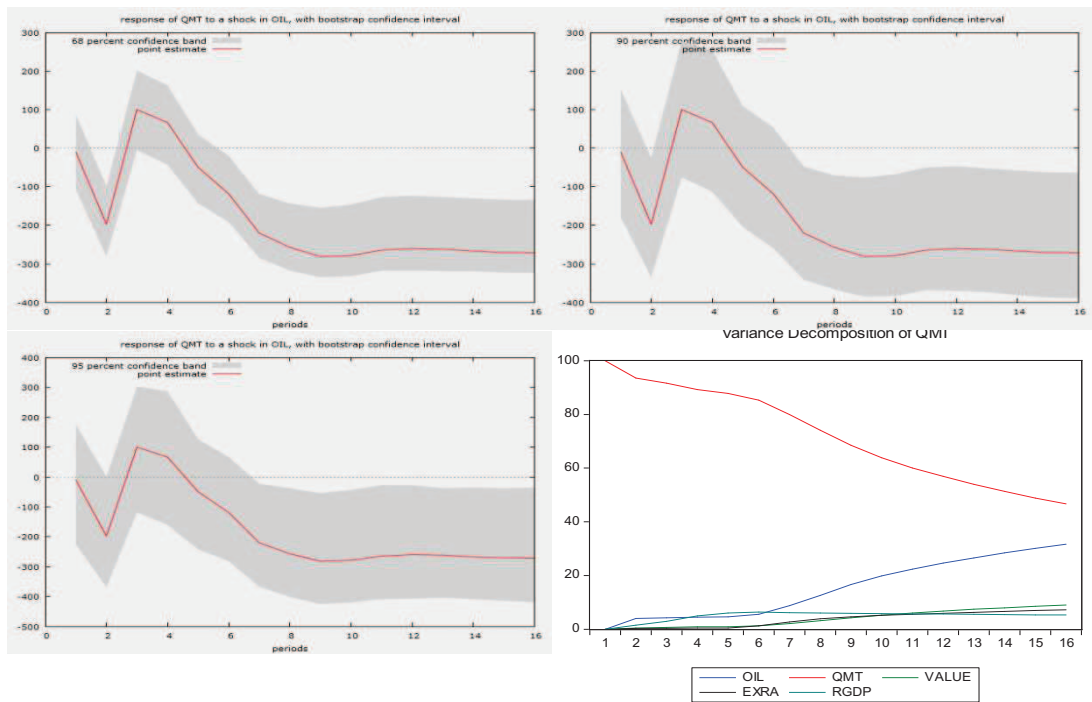 response of QMT to a shock in OIL, with bootstrap confidence interval
300
200
100
0
-100
-200
-300
-400
68 percent confidence band
point estimate
0 2 4 6 8 10 12 14 16
periods
response of QMT to a shock in OIL, with bootstrap confidence interval
300
200
100
0
-100
-200
-300
-400
90 percent confidence band
point estimate
0 2 4 6 8 10 12 14 16
periods
response of QMT to a shock in OIL, with bootstrap confidence interval
400
300
200
100
0
-100
-200
-300
-400
-500
95 percent confidence band
point estimate
0 2 4 6 8 10 12 14 16
periods
Variance Decomposition of QMT
100
80
60
40
20
0
1 2 3 4 5 6 7 8 9 10 11 12 13 14 15 16
OIL QMT VALUE
EXRA RGDP